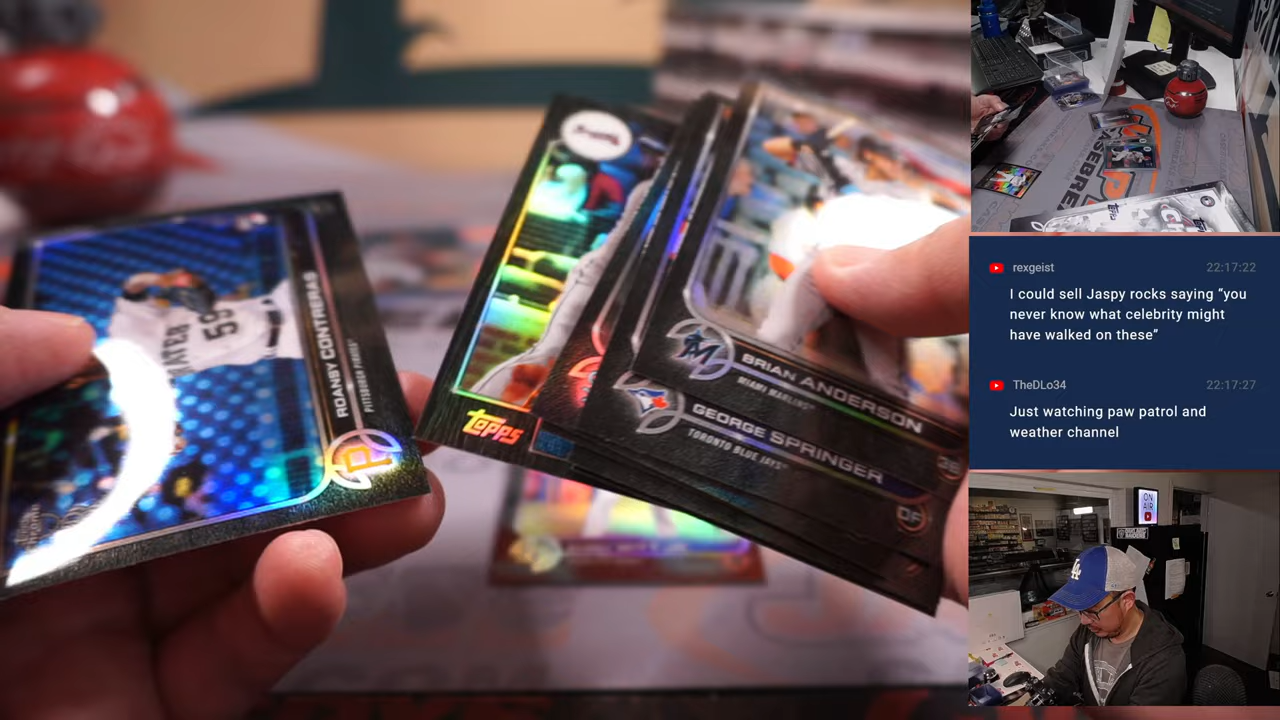 ROANSY CONTRERAS
PITTSBURGH PIRATES
59
P
topps
BRIAN ANDERSON
MIAMI MARLINS
GEORGE SPRINGER
TORONTO BLUE JAYS
OF
rexgeist
22:17:22
I could sell Jaspy rocks saying “you
never know what celebrity might
have walked on these”
TheDLo34
22:17:27
Just watching paw patrol and
weather channel
ON
AIR
LA